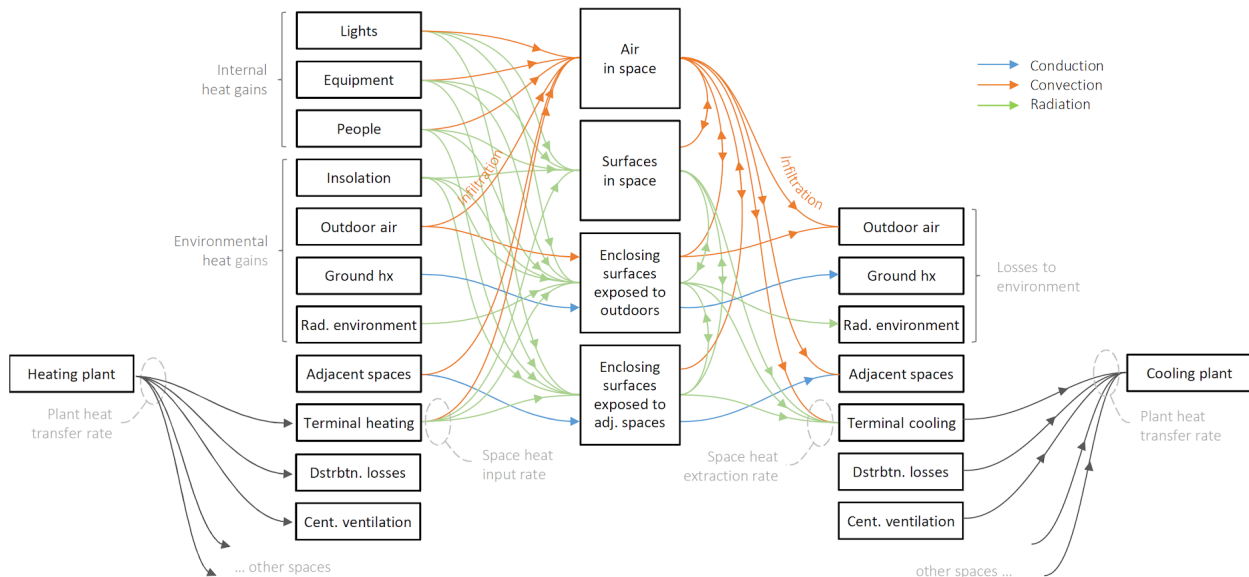 Lights
Equipment
People
Internal
heat gains
Insolation
Outdoor air
Ground hx
Rad. environment
Environmental
heat gains
Adjacent spaces
Terminal heating
Dstrbtn. losses
Cent. ventilation
Heating plant
Plant heat
transfer rate
Space heat
input rate
... other spaces
Infiltration
Air
in space
Surfaces
in space
Enclosing
surfaces
exposed to
outdoors
Enclosing
surfaces
exposed to
adj. spaces
Infiltration
Conduction
Convection
Radiation
Outdoor air
Ground hx
Rad. environment
Losses to
environment
Adjacent spaces
Terminal cooling
Dstrbtn. losses
Cent. ventilation
Space heat
extraction rate
Cooling plant
Plant heat
transfer rate
other spaces ...